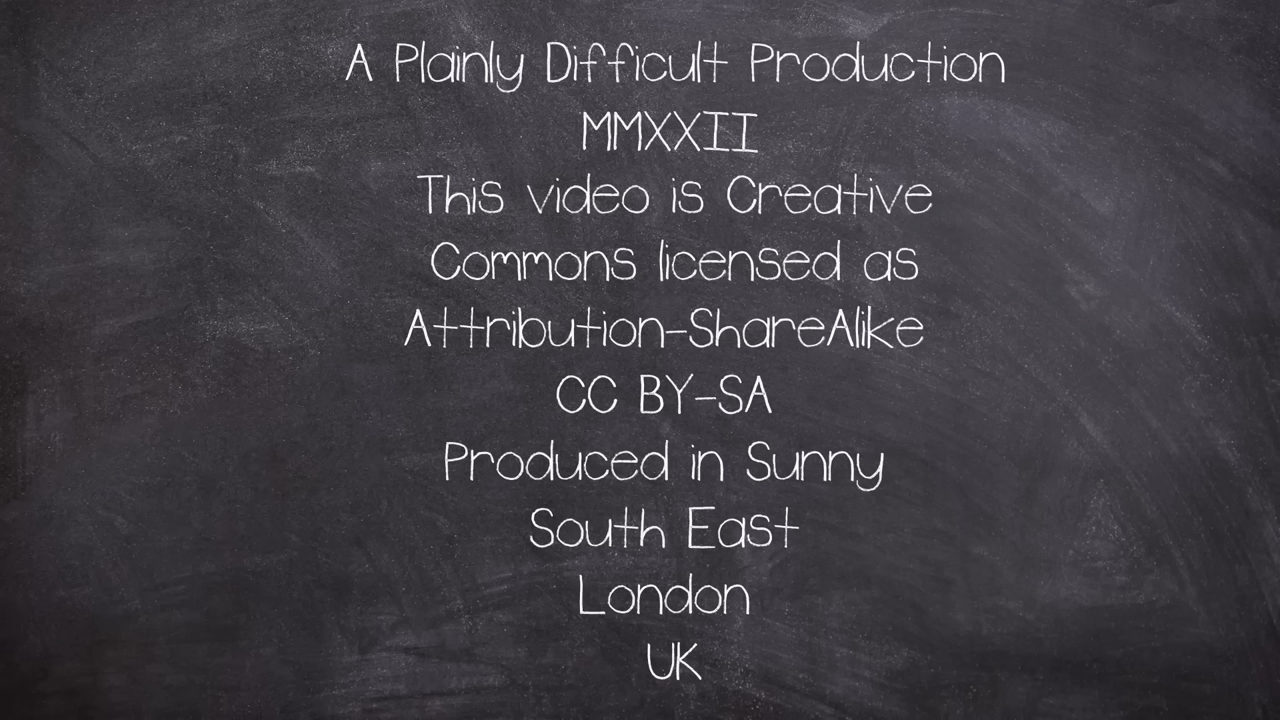 A Plainly Difficult Production
MMXXII
This video is Creative
Commons licensed as
Attribution-ShareAlike
CC BY-SA
Produced in Sunny
South East
London
UK